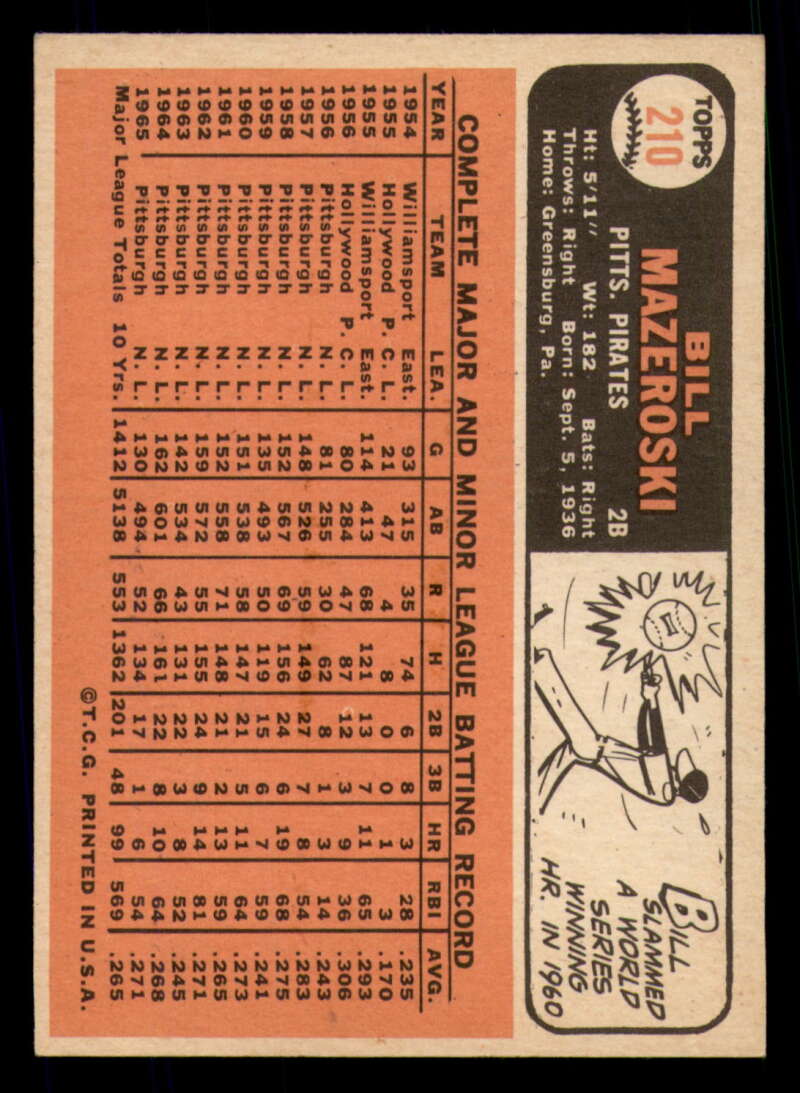 TOPPS
210
BILL
MAZEROSKI
PITTS. PIRATES 2B
Ht: 5'11" Wt: 182 Bats: Right
Throws: Right Born: Sept. 5, 1936
Home: Greensburg, Pa.
BILL
SLAMMED
A WORLD
SERIES
WINNING
HR. IN 1960
COMPLETE MAJOR AND MINOR LEAGUE BATTING RECORD
YEAR TEAM LEA. G AB R H 2B 3B HR RBI AVG.
1954 Williamsport East. 93 315 35 74 6 8 3 28 .235
1955 Hollywood P. C. L. 21 47 4 8 0 0 1 3 .170
1955 Williamsport East. 114 413 68 121 13 7 11 65 .293
1956 Hollywood P. C. L. 80 284 47 87 12 3 9 36 .306
1956 Pittsburgh N. L. 81 255 30 62 8 1 3 14 .243
1957 Pittsburgh N. L. 148 526 59 149 27 7 8 54 .283
1958 Pittsburgh N. L. 152 567 69 156 24 6 19 68 .275
1959 Pittsburgh N. L. 135 493 50 119 15 6 7 59 .241
1960 Pittsburgh N. L. 151 538 58 147 21 5 11 64 .273
1961 Pittsburgh N. L. 152 558 71 148 21 2 13 59 .265
1962 Pittsburgh N. L. 159 572 55 155 24 9 14 81 .271
1963 Pittsburgh N. L. 142 534 43 131 22 3 8 52 .245
1964 Pittsburgh N. L. 162 601 66 161 22 8 10 64 .268
1965 Pittsburgh N. L. 130 494 52 134 17 1 6 54 .271
Major League Totals 10 Yrs. 1412 5138 553 1362 201 48 99 569 .265
©T.C.G. PRINTED IN U.S.A.